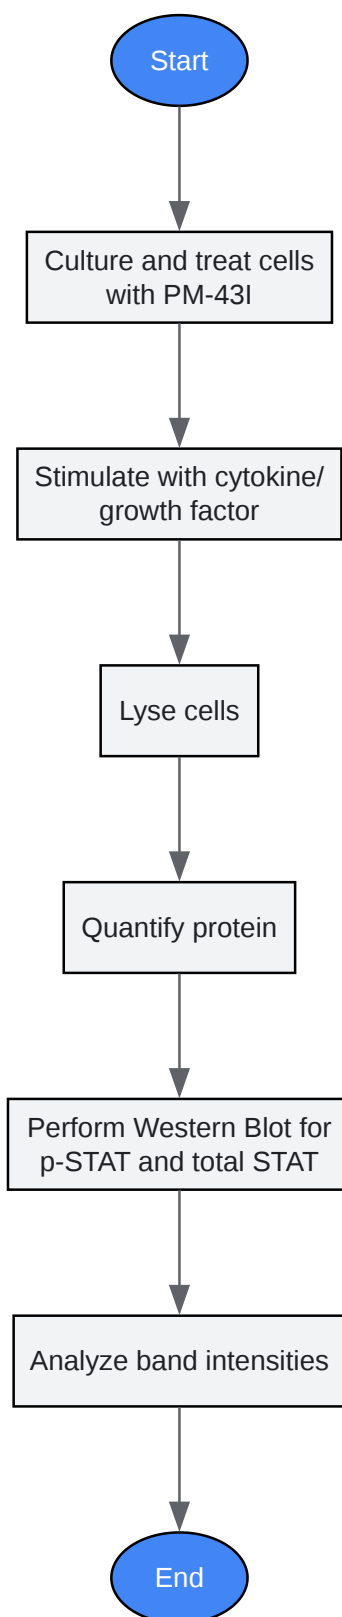 Start
Culture and treat cells
with PM-43I
Stimulate with cytokine/
growth factor
Lyse cells
Quantify protein
Perform Western Blot for
p-STAT and total STAT
Analyze band intensities
End